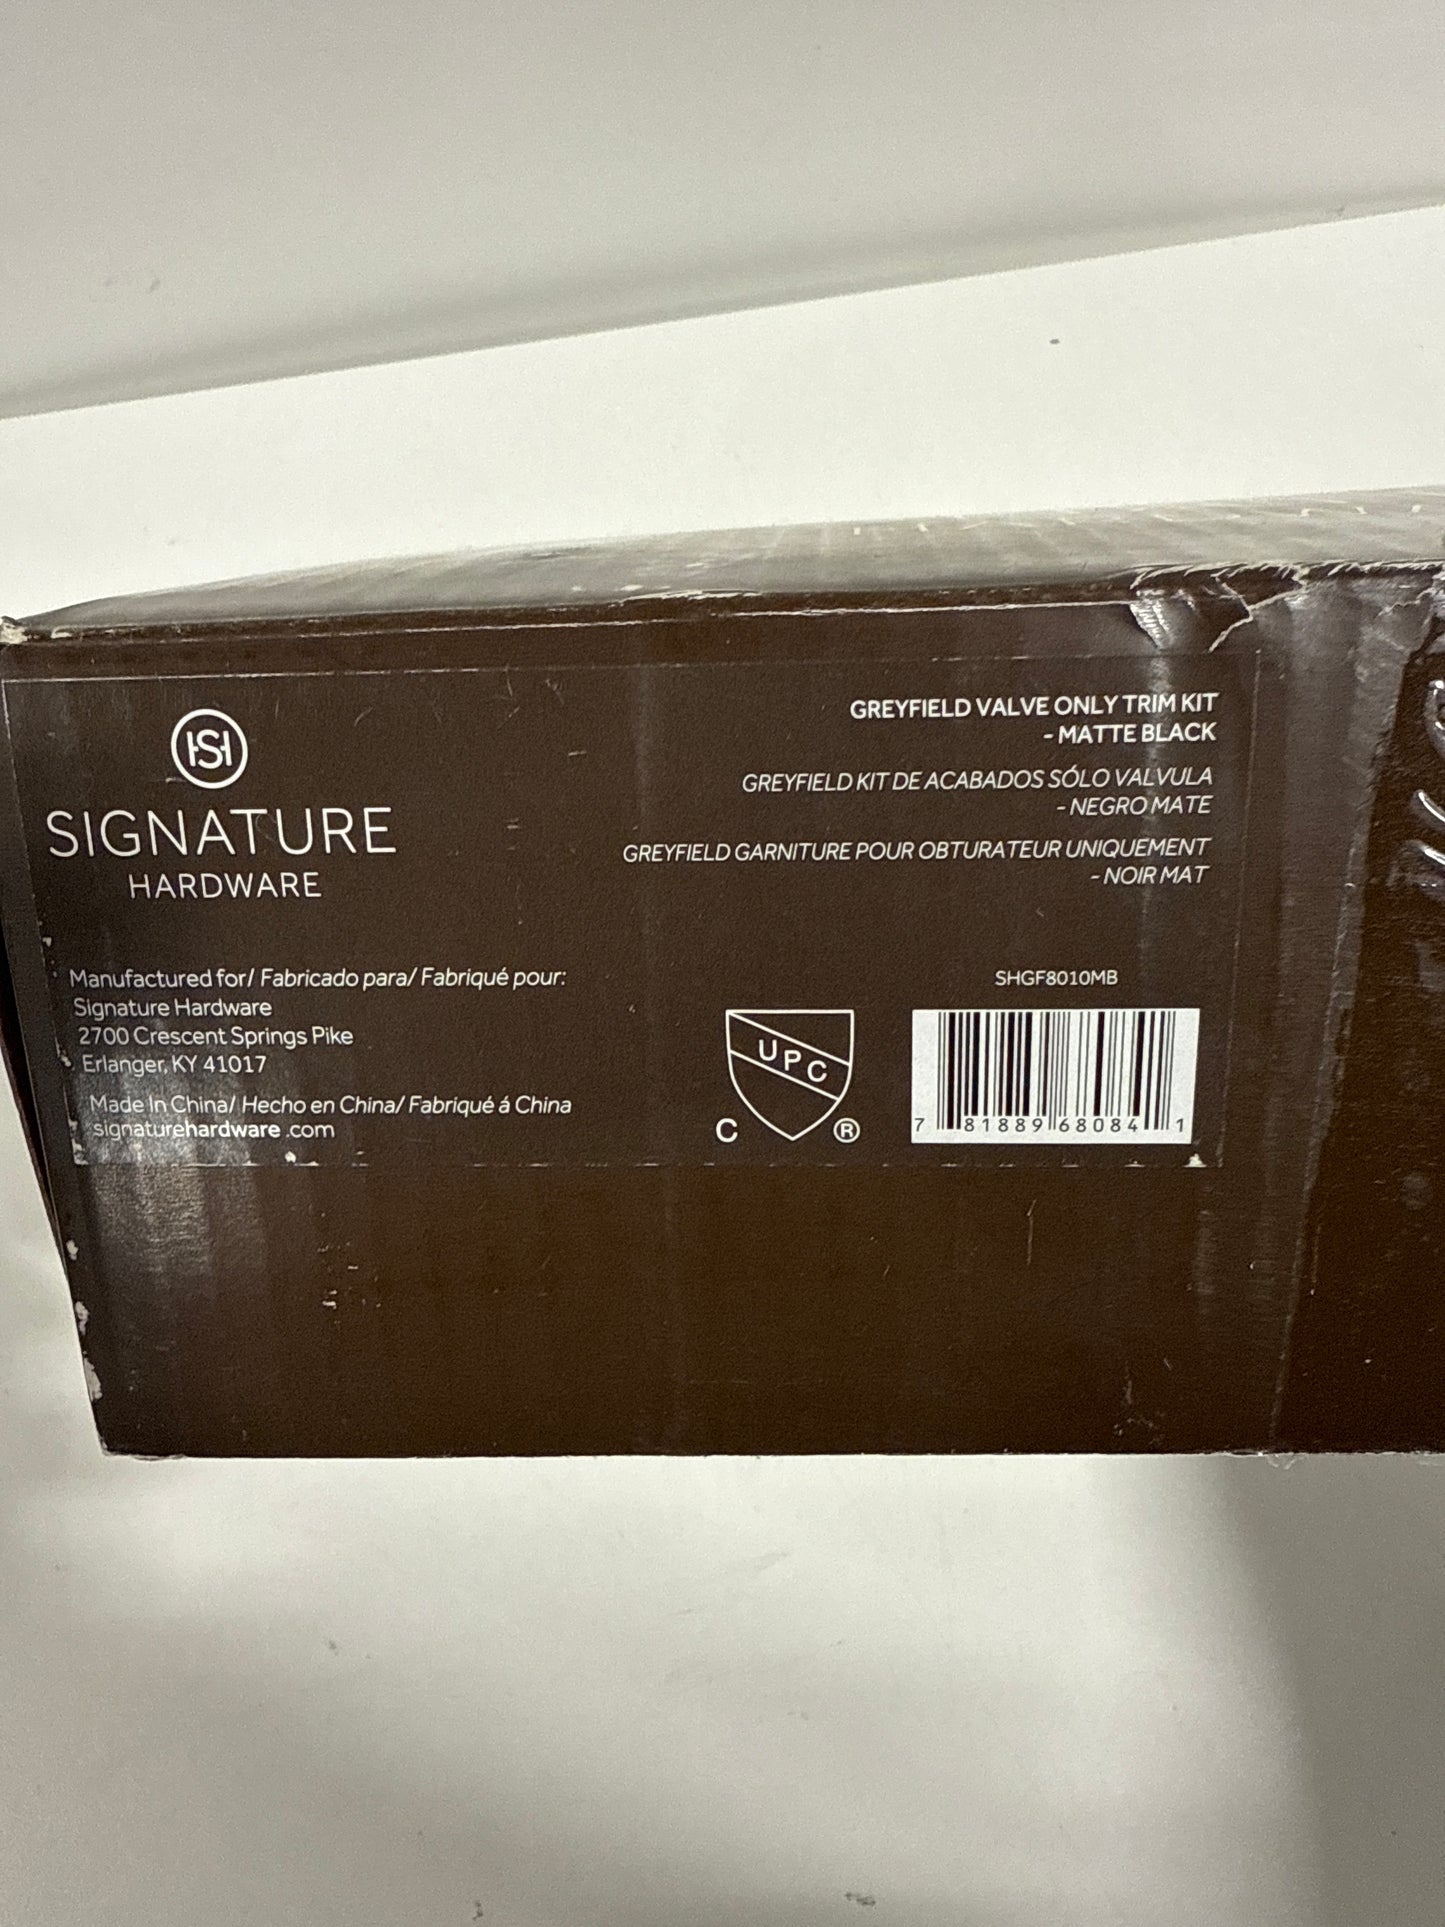 SIGNATURE
HARDWARE
GREYFIELD VALVE ONLY TRIM KIT
- MATTE BLACK
GREYFIELD KIT DE ACABADOS SÓLO VALVULA
- NEGRO MATE
GREYFIELD GARNITURE POUR OBTURATEUR UNIQUEMENT
- NOIR MAT
Manufactured for/ Fabricado para/ Fabriqué pour:
Signature Hardware
2700 Crescent Springs Pike
Erlanger, KY 41017
Made In China/ Hecho en China/ Fabriqué á China
signaturehardware .com
UPC
C ®
SHGF8010MB
7 81889 68084 1